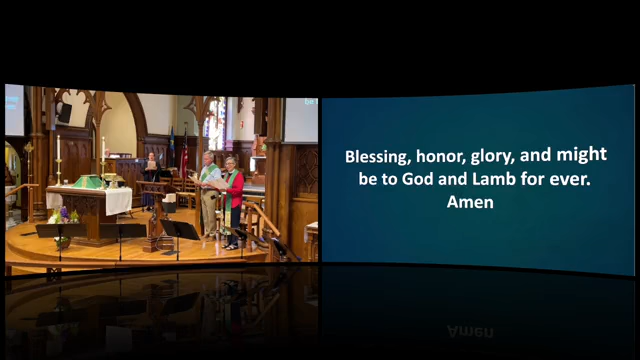 Blessing, honor, glory, and might
be to God and Lamb for ever.
Amen